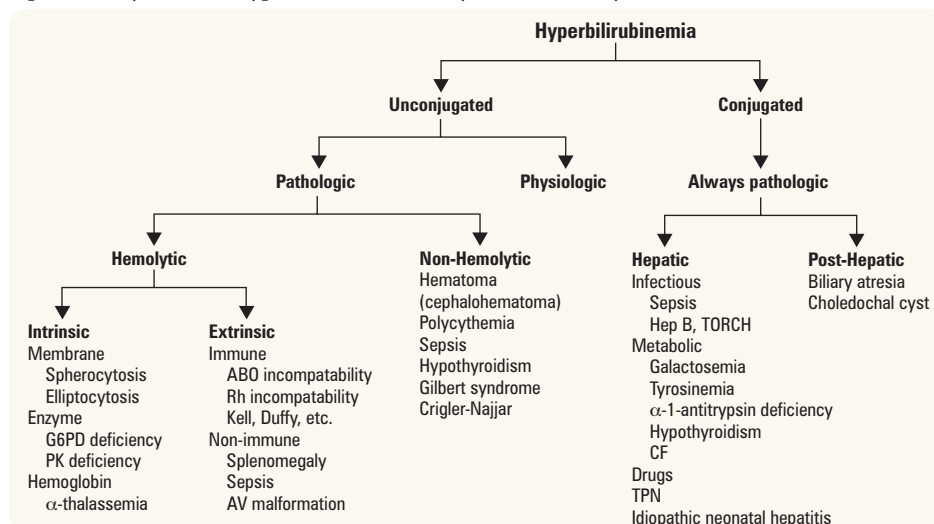 Hyperbilirubinemia
Unconjugated
Conjugated
Pathologic
Physiologic
Always pathologic
Hemolytic
Non-Hemolytic
Hematoma
(cephalohematoma)
Polycythemia
Sepsis
Hypothyroidism
Gilbert syndrome
Crigler-Najjar
Hepatic
Infectious
Sepsis
Hep B, TORCH
Metabolic
Galactosemia
Tyrosinemia
α-1-antitrypsin deficiency
Hypothyroidism
CF
Drugs
TPN
Idiopathic neonatal hepatitis
Post-Hepatic
Biliary atresia
Choledochal cyst
Intrinsic
Membrane
Spherocytosis
Elliptocytosis
Enzyme
G6PD deficiency
PK deficiency
Hemoglobin
α-thalassemia
Extrinsic
Immune
ABO incompatability
Rh incompatability
Kell, Duffy, etc.
Non-immune
Splenomegaly
Sepsis
AV malformation